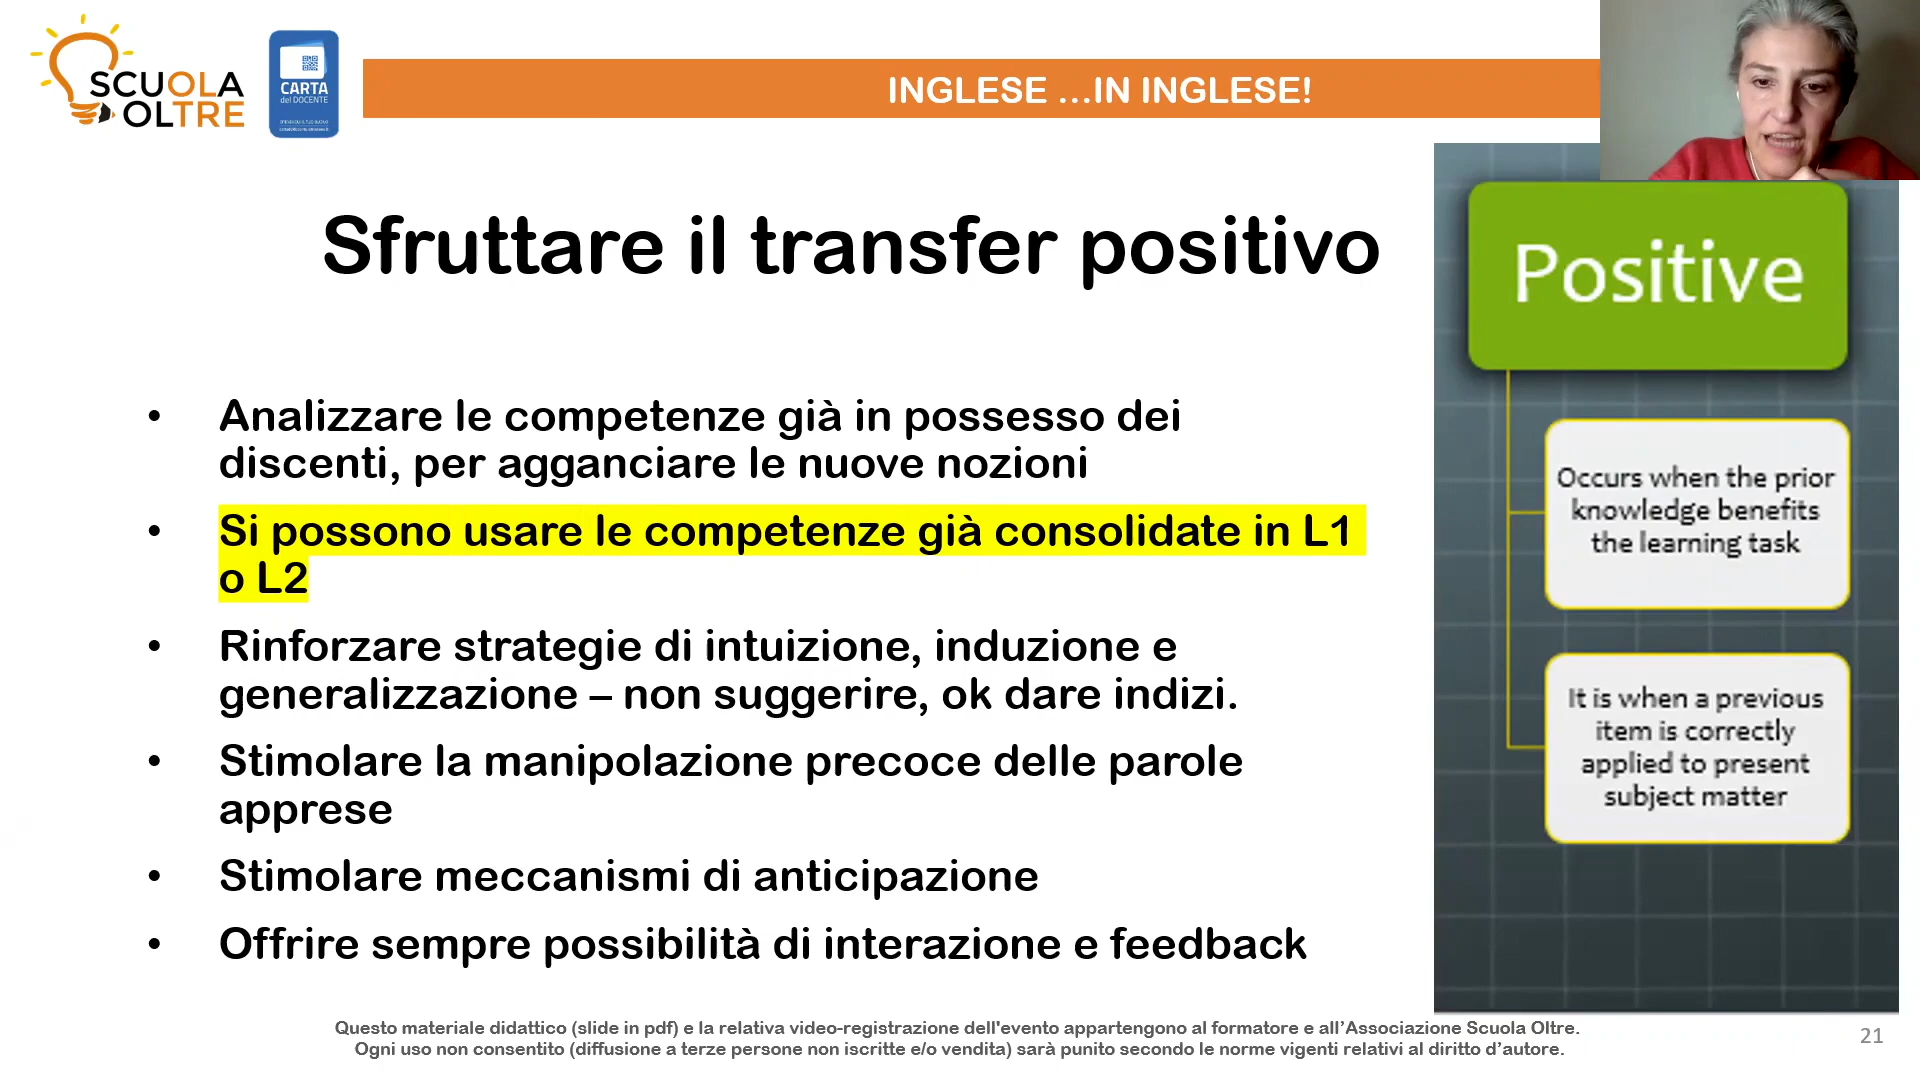 SCUOLA
OLTRE
CARTA
del DOCENTE
INGLESE ...IN INGLESE!
Sfruttare il transfer positivo
• Analizzare le competenze già in possesso dei
discenti, per agganciare le nuove nozioni
• Si possono usare le competenze già consolidate in L1
o L2
• Rinforzare strategie di intuizione, induzione e
generalizzazione – non suggerire, ok dare indizi.
• Stimolare la manipolazione precoce delle parole
apprese
• Stimolare meccanismi di anticipazione
• Offrire sempre possibilità di interazione e feedback
Positive
Occurs when the prior
knowledge benefits
the learning task
It is when a previous
item is correctly
applied to present
subject matter
Questo materiale didattico (slide in pdf) e la relativa video-registrazione dell'evento appartengono al formatore e all’Associazione Scuola Oltre.
Ogni uso non consentito (diffusione a terze persone non iscritte e/o vendita) sarà punito secondo le norme vigenti relativi al diritto d’autore.
21